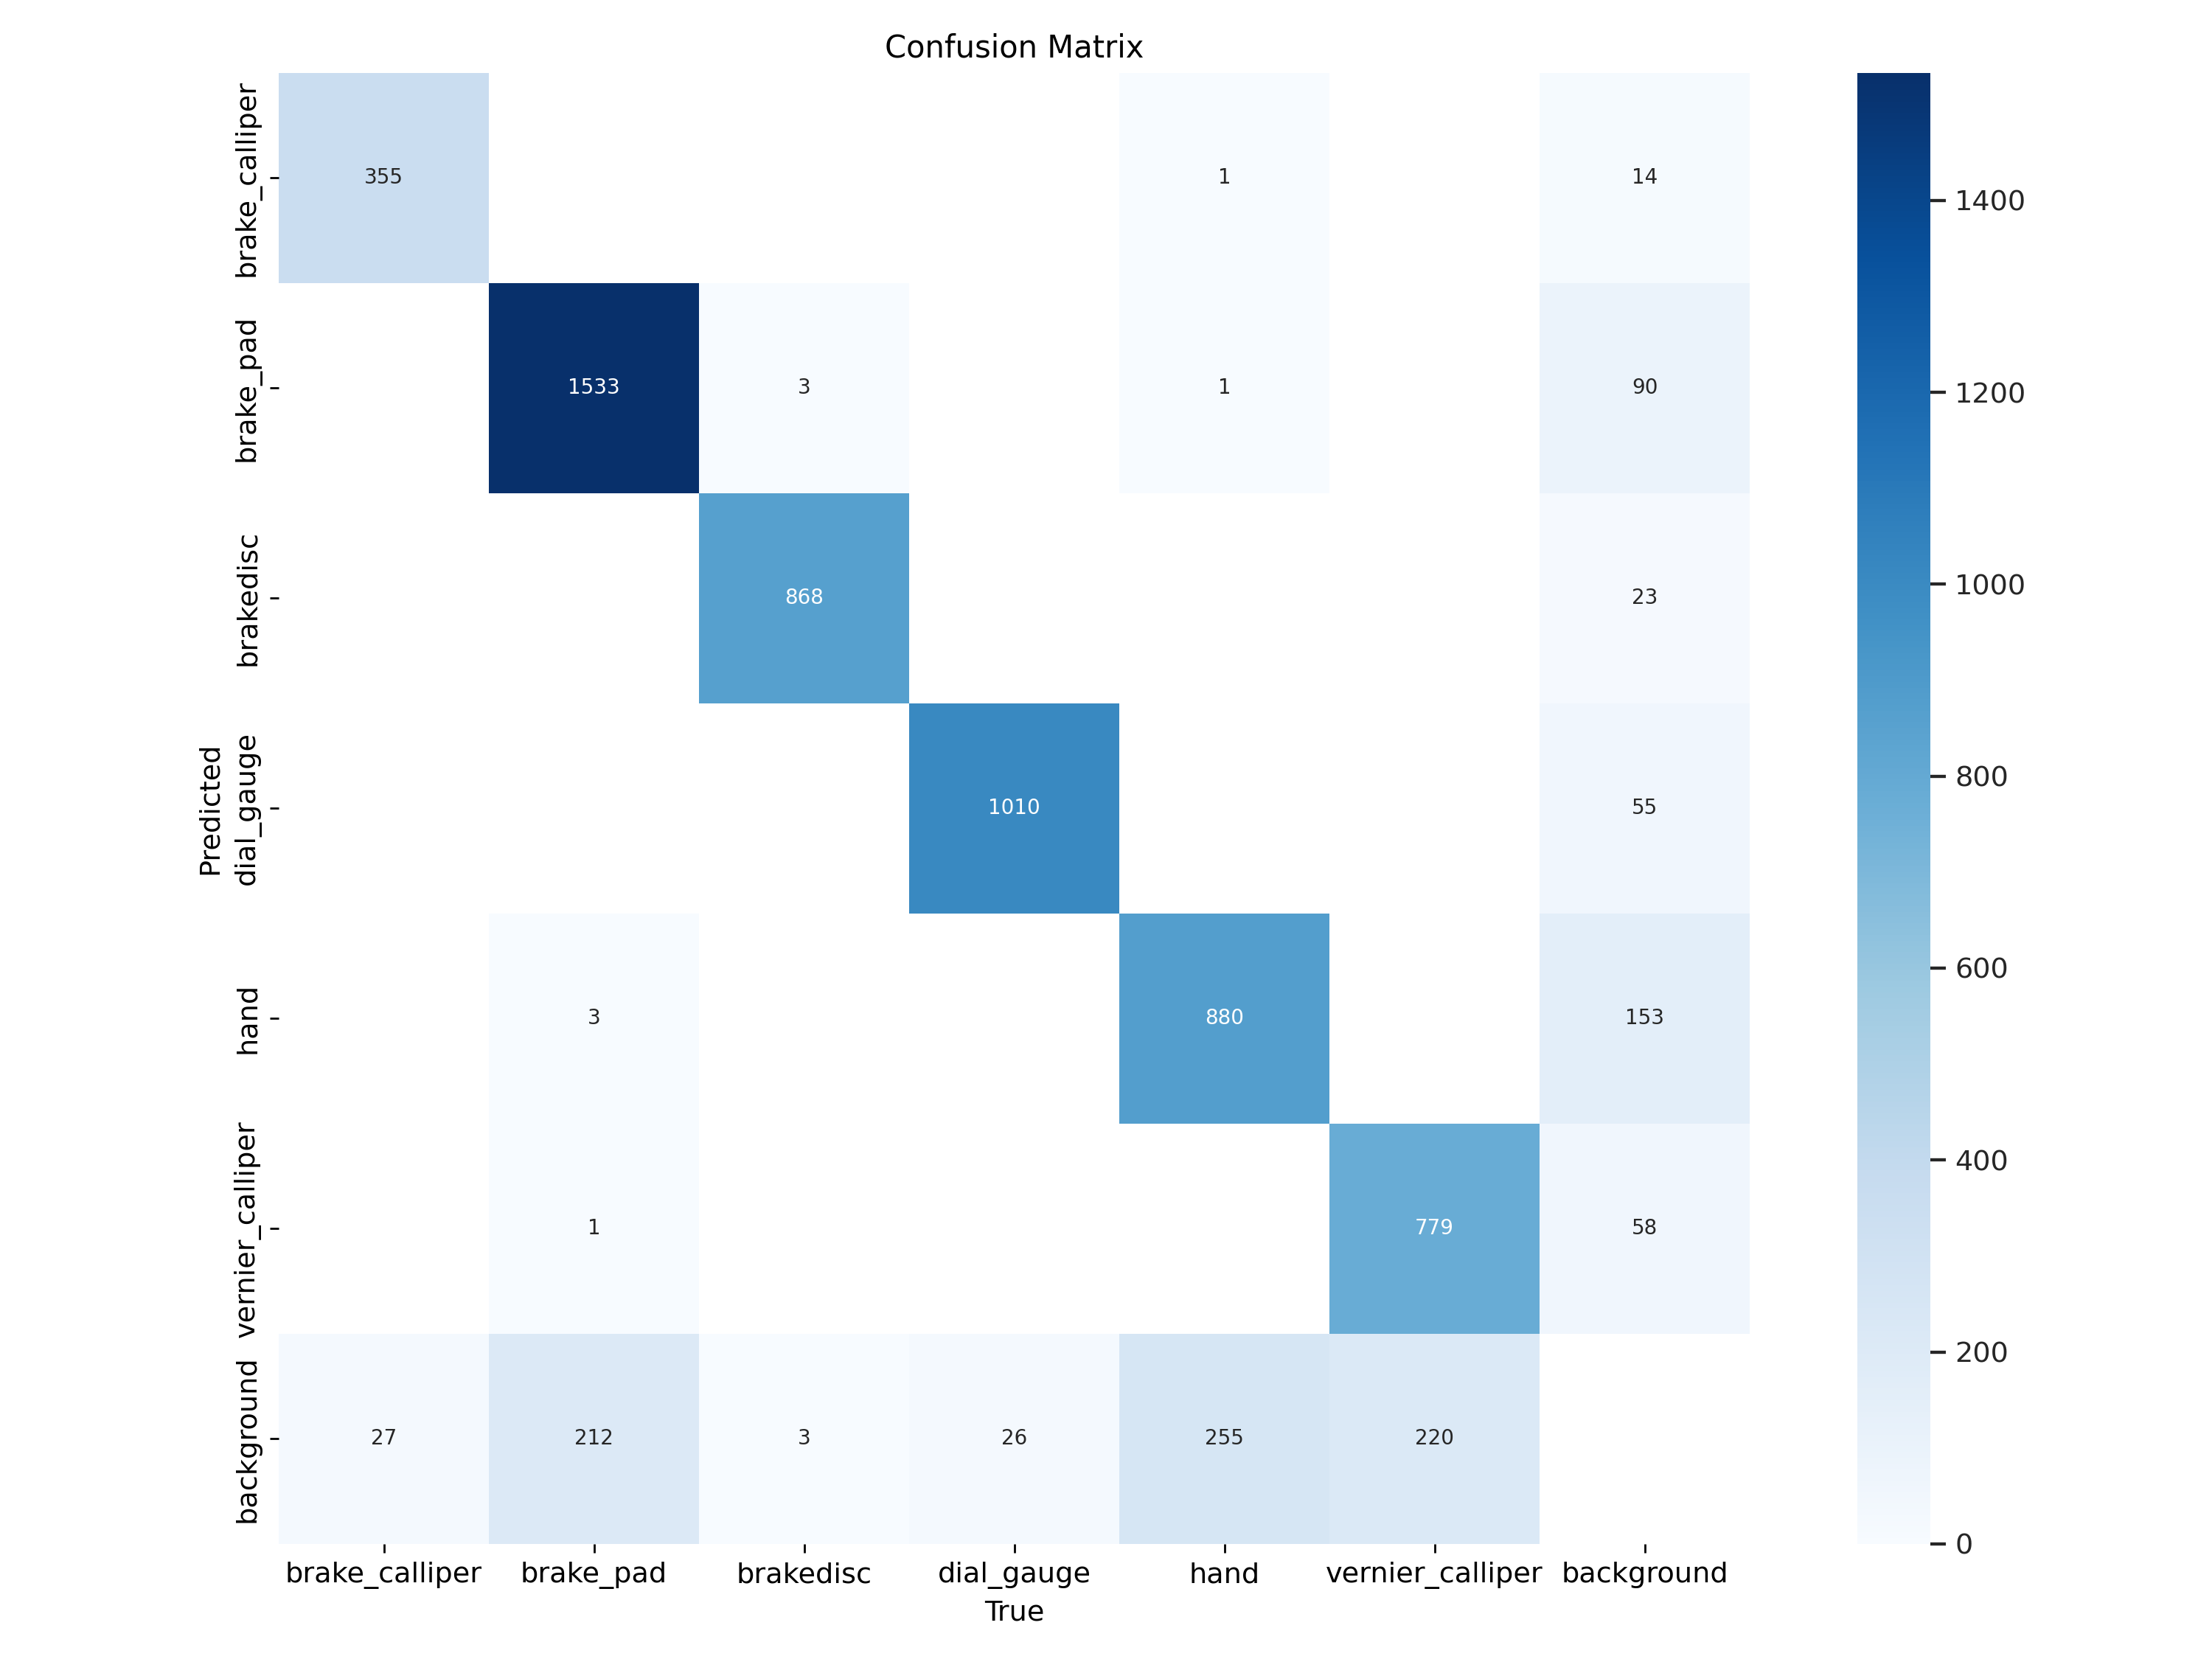 Confusion Matrix
brake_calliper 355 1 14
brake_pad 1533 3 1 90
brakedisc 868 23
dial_gauge 1010 55
hand 3 880 153
vernier_calliper 1 779 58
background 27 212 3 26 255 220
Predicted
brake_calliper brake_pad brakedisc dial_gauge hand vernier_calliper background
True
1400
1200
1000
800
600
400
200
0